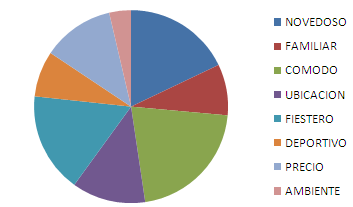 NOVEDOSO
FAMILIAR
COMODO
UBICACION
FIESTERO
DEPORTIVO
PRECIO
AMBIENTE